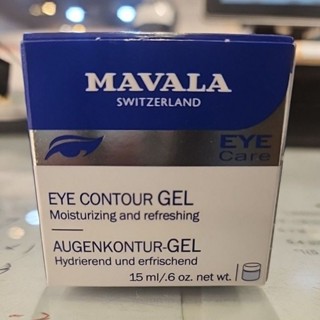 MAVALA
SWITZERLAND
EYE
Care
EYE CONTOUR GEL
Moisturizing and refreshing
AUGENKONTUR-GEL
Hydrierend und erfrischend
15 ml/.6 oz. net wt.